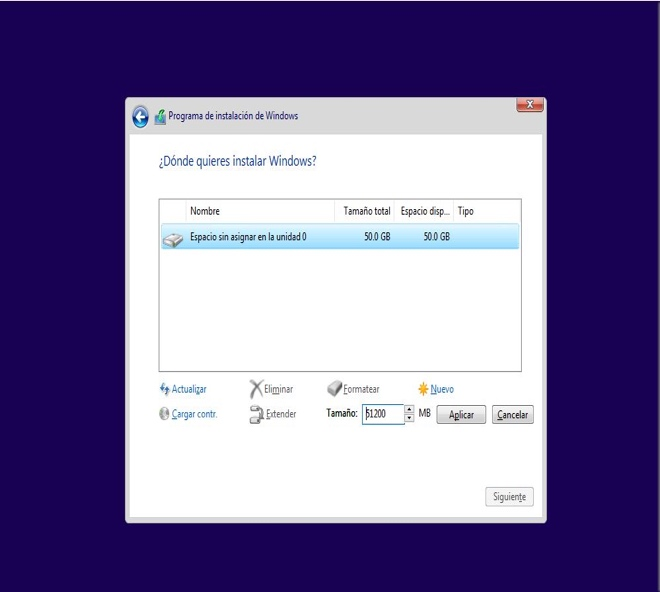 Programa de instalación de Windows
¿Dónde quieres instalar Windows?
Nombre Tamaño total Espacio disp... Tipo
Espacio sin asignar en la unidad 0 50.0 GB 50.0 GB
Actualizar Eliminar Formatear Nuevo
Cargar contr. Extender Tamaño: 51200 MB Aplicar Cancelar
Siguiente